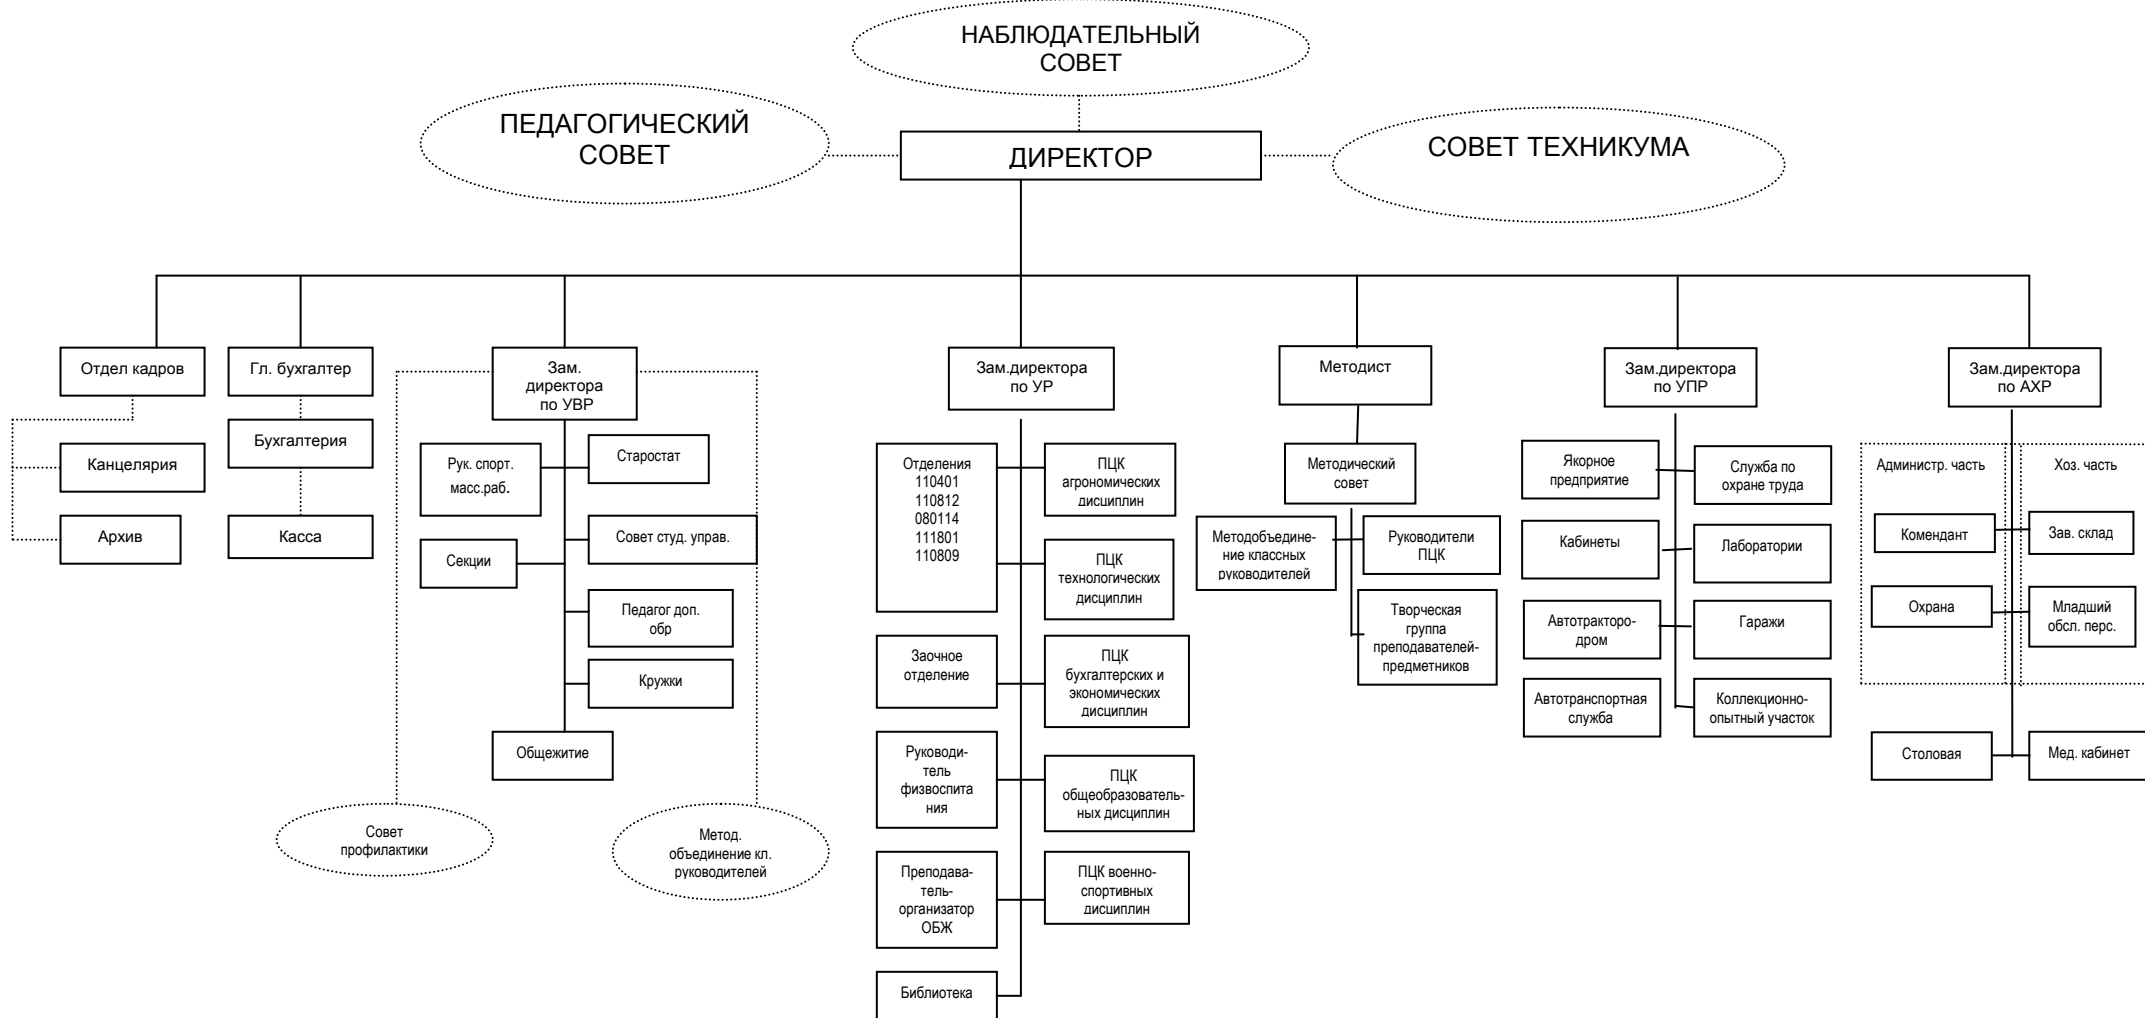 НАБЛЮДАТЕЛЬНЫЙ
СОВЕТ
ПЕДАГОГИЧЕСКИЙ
СОВЕТ
ДИРЕКТОР
СОВЕТ ТЕХНИКУМА
Отдел кадров
Гл. бухгалтер
Зам.
директора
по УВР
Зам.директора
по УР
Методист
Зам.директора
по УПР
Зам.директора
по АХР
Канцелярия
Архив
Бухгалтерия
Касса
Рук. спорт.
масс.раб.
Старостат
Секции
Совет студ. управ.
Педагог доп.
обр
Кружки
Общежитие
Совет
профилактики
Метод.
объединение кл.
руководителей
Отделения
110401
110812
080114
111801
110809
ПЦК
агрономических
дисциплин
ПЦК
технологических
дисциплин
Заочное
отделение
ПЦК
бухгалтерских и
экономических
дисциплин
Руководи-
тель
физвоспита
ния
ПЦК
общеобразователь-
ных дисциплин
Преподава-
тель-
организатор
ОБЖ
ПЦК военно-
спортивных
дисциплин
Библиотека
Методический
совет
Методобъедине-
ние классных
руководителей
Руководители
ПЦК
Творческая
группа
преподавателей-
предметников
Якорное
предприятие
Служба по
охране труда
Кабинеты
Лаборатории
Автотракторо-
дром
Гаражи
Автотранспортная
служба
Коллекционно-
опытный участок
Администр. часть
Хоз. часть
Комендант
Зав. склад
Охрана
Младший
обсл. перс.
Столовая
Мед. кабинет